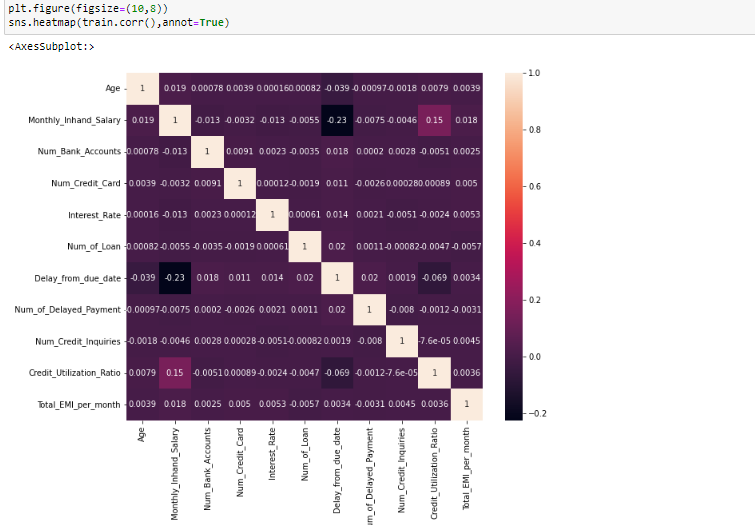 plt.figure(figsize=(10,8))
sns.heatmap(train.corr(),annot=True)
<AxesSubplot:>
Age 1 0.019 0.00078 0.0039 0.00016 0.00082 -0.039 -0.00097 -0.0018 0.0079 0.0039
Monthly_Inhand_Salary 0.019 1 -0.013 -0.0032 -0.013 -0.0055 -0.23 -0.0075 -0.0046 0.15 0.018
Num_Bank_Accounts 0.00078 -0.013 1 0.0091 0.0023 -0.0035 0.018 0.0002 0.0028 -0.0051 0.0025
Num_Credit_Card 0.0039 -0.0032 0.0091 1 0.00012 -0.0019 0.011 -0.0026 0.00028 0.00089 0.005
Interest_Rate 0.00016 -0.013 0.0023 0.00012 1 0.00061 0.014 0.0021 -0.0051 -0.0024 0.0053
Num_of_Loan 0.00082 -0.0055 -0.0035 -0.0019 0.00061 1 0.02 0.0011 -0.00082 -0.0047 -0.0057
Delay_from_due_date -0.039 -0.23 0.018 0.011 0.014 0.02 1 0.02 0.0019 -0.069 0.0034
Num_of_Delayed_Payment 0.00097 -0.0075 0.0002 -0.0026 0.0021 0.0011 0.02 1 -0.008 -0.0012 -0.0031
Num_Credit_Inquiries -0.0018 -0.0046 0.0028 0.00028 -0.0051 -0.00082 0.0019 -0.008 1 -7.6e-05 0.0045
Credit_Utilization_Ratio 0.0079 0.15 -0.0051 0.00089 -0.0024 -0.0047 -0.069 -0.0012 -7.6e-05 1 0.0036
Total_EMI_per_month 0.0039 0.018 0.0025 0.005 0.0053 -0.0057 0.0034 -0.0031 0.0045 0.0036 1
Age
Monthly_Inhand_Salary
Num_Bank_Accounts
Num_Credit_Card
Interest_Rate
Num_of_Loan
Delay_from_due_date
um_of_Delayed_Payment
Num_Credit_Inquiries
Credit_Utilization_Ratio
Total_EMI_per_month
1.0
0.8
0.6
0.4
0.2
0.0
-0.2